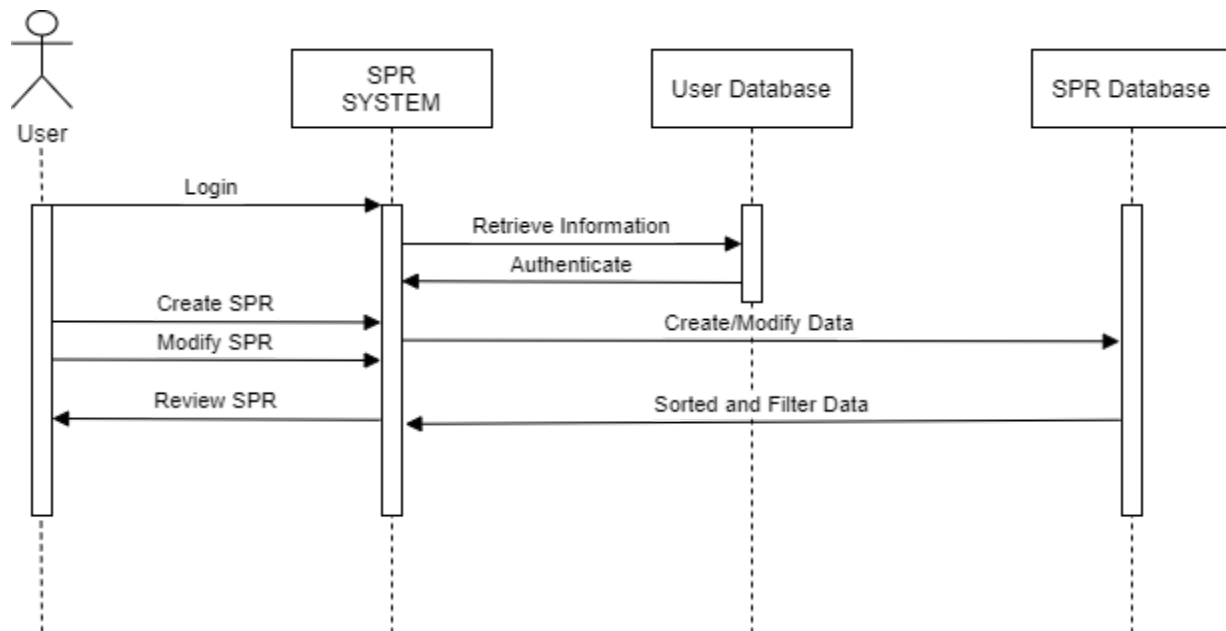 SPR
SYSTEM
User Database
SPR Database
User
Login
Retrieve Information
Authenticate
Create SPR
Create/Modify Data
Modify SPR
Review SPR
Sorted and Filter Data